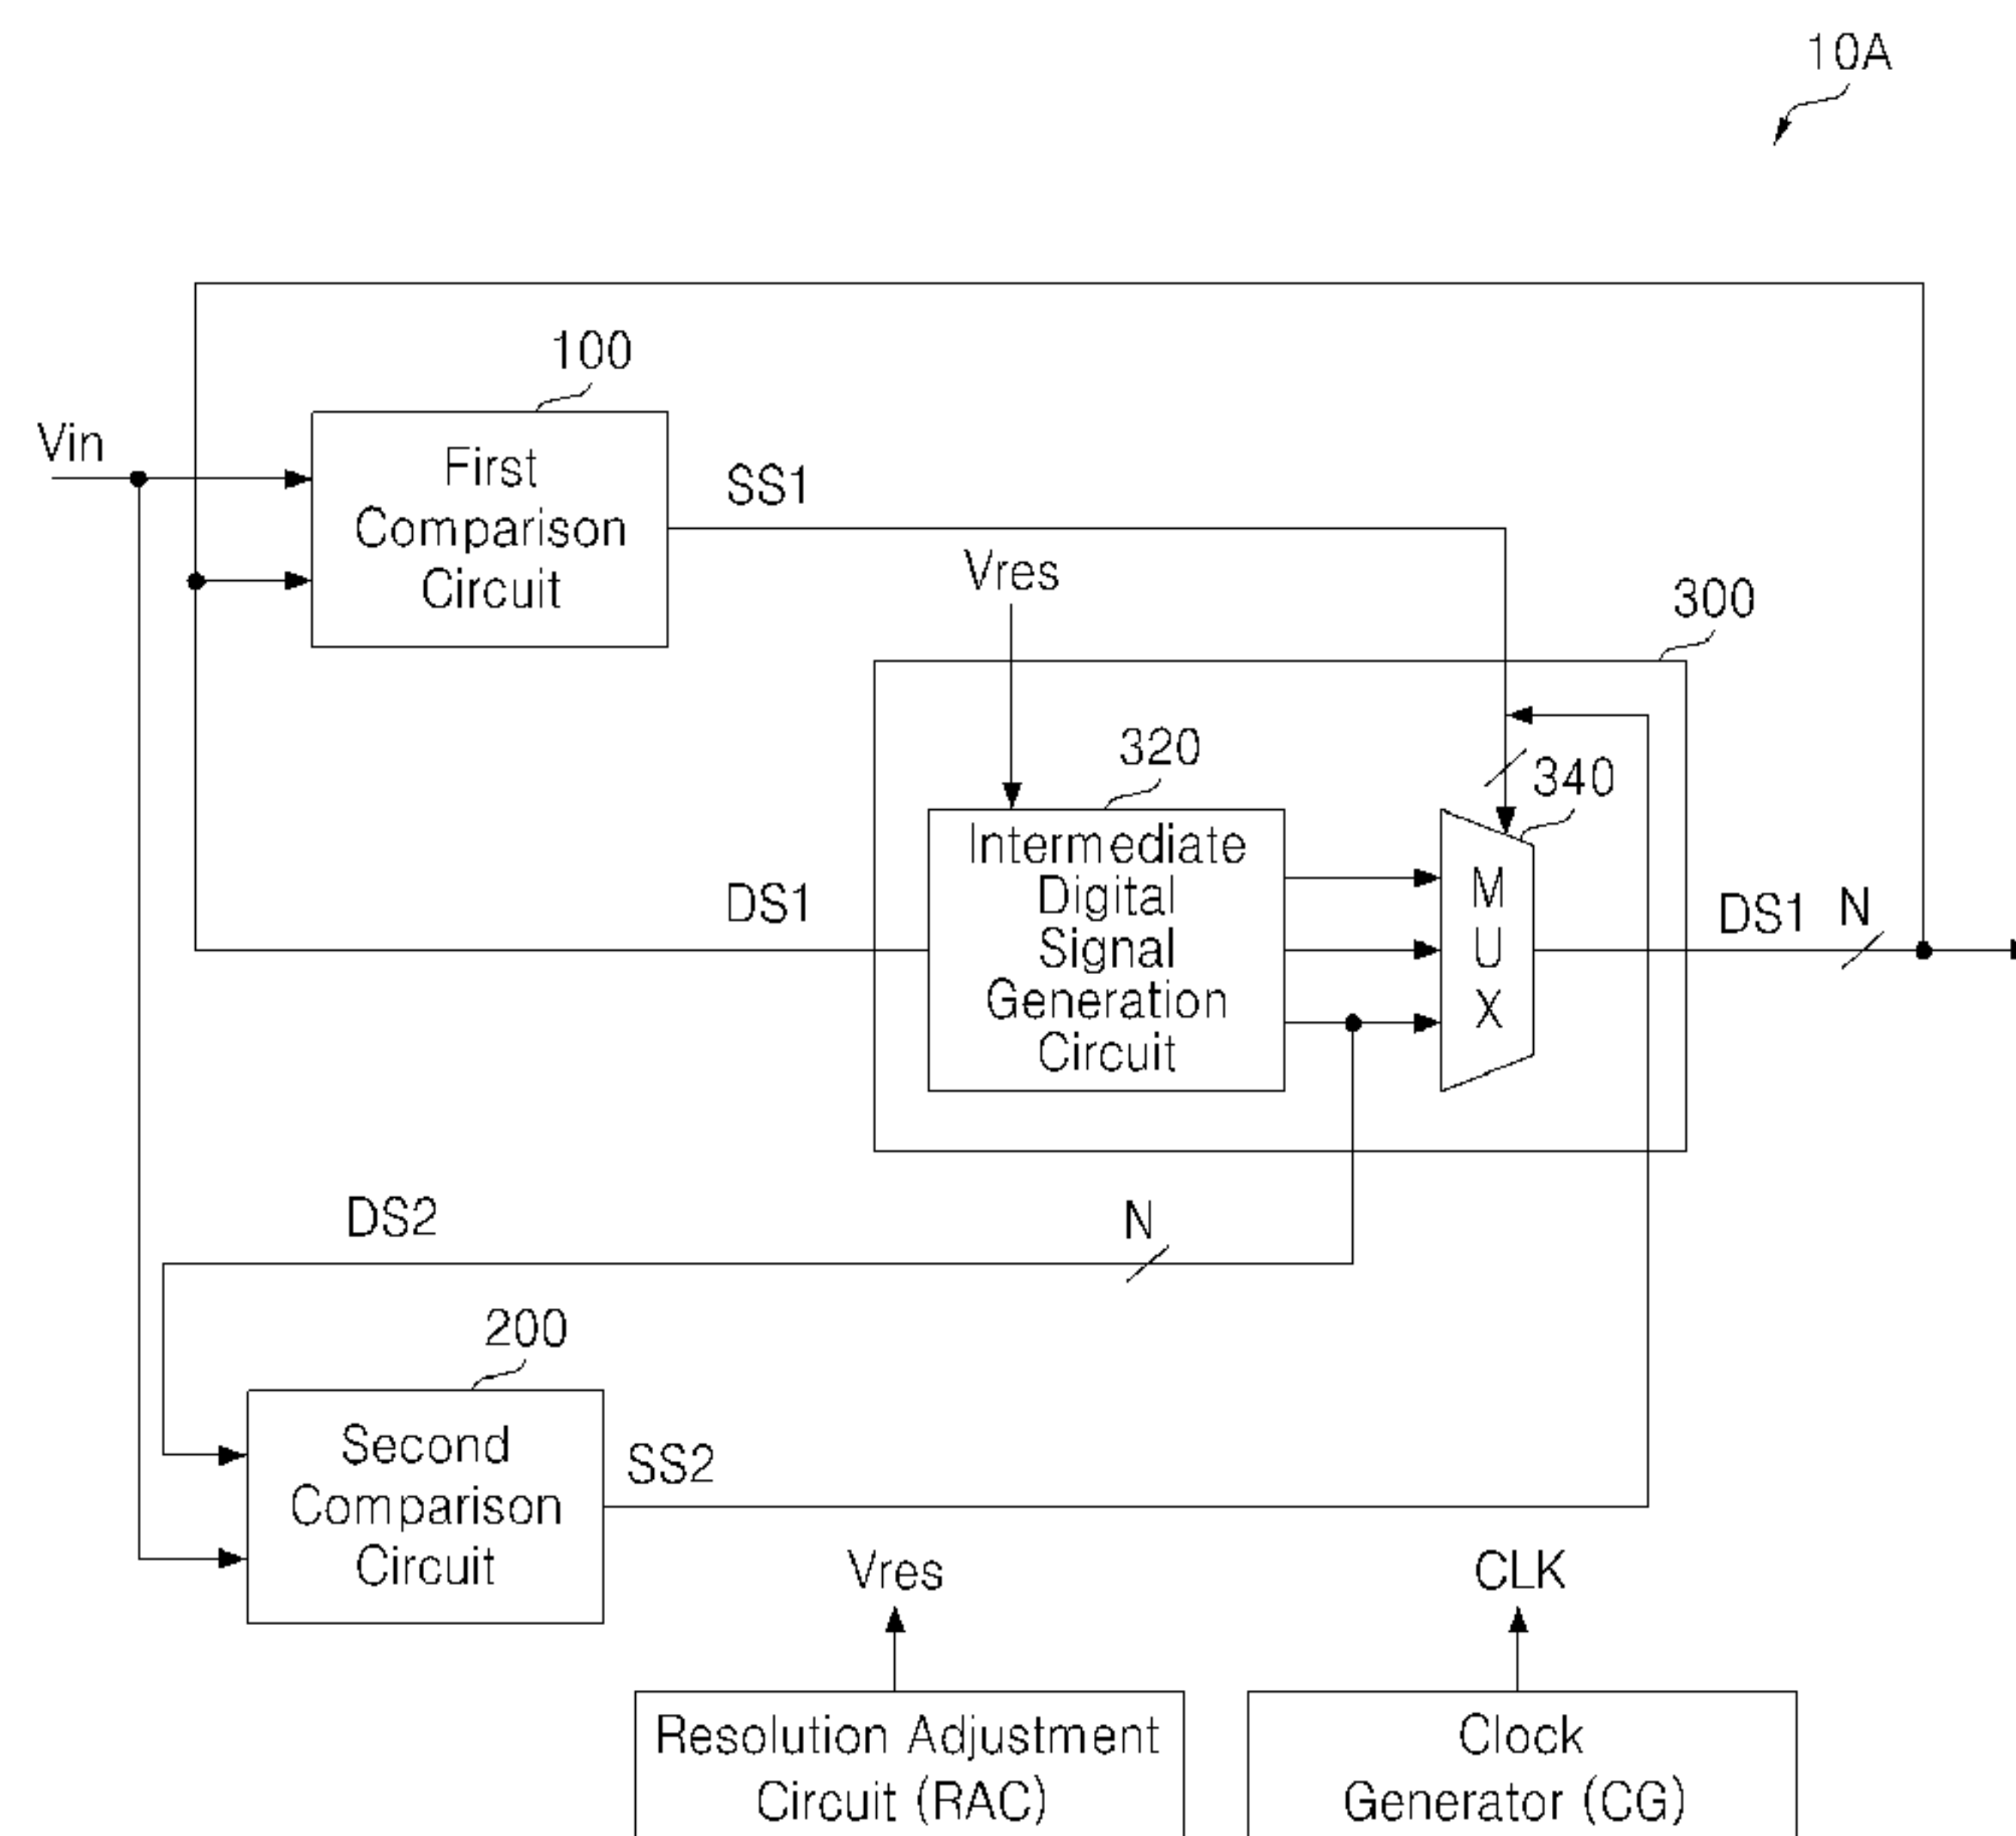 10A
100
Vin
First
Comparison
Circuit
SS1
Vres
300
320
340
Intermediate
Digital
Signal
Generation
Circuit
M
U
X
DS1
DS1
N
DS2
N
200
Second
Comparison
Circuit
SS2
Vres
CLK
Resolution Adjustment
Circuit (RAC)
Clock
Generator (CG)